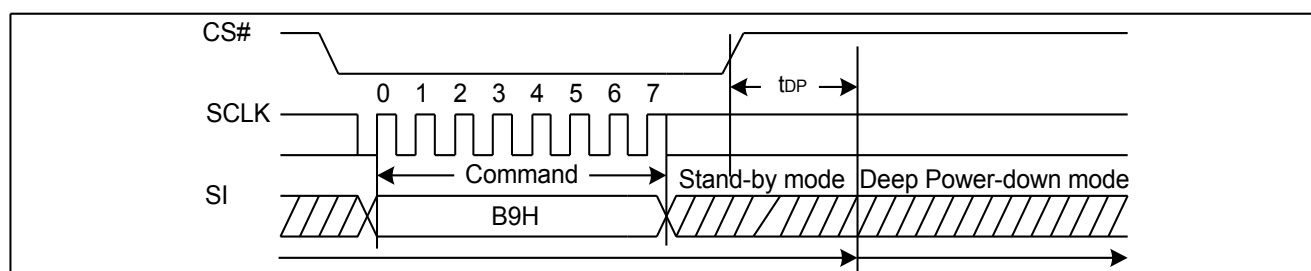 CS#
tDP
0 1 2 3 4 5 6 7
SCLK
Command
Stand-by mode
Deep Power-down mode
SI
B9H